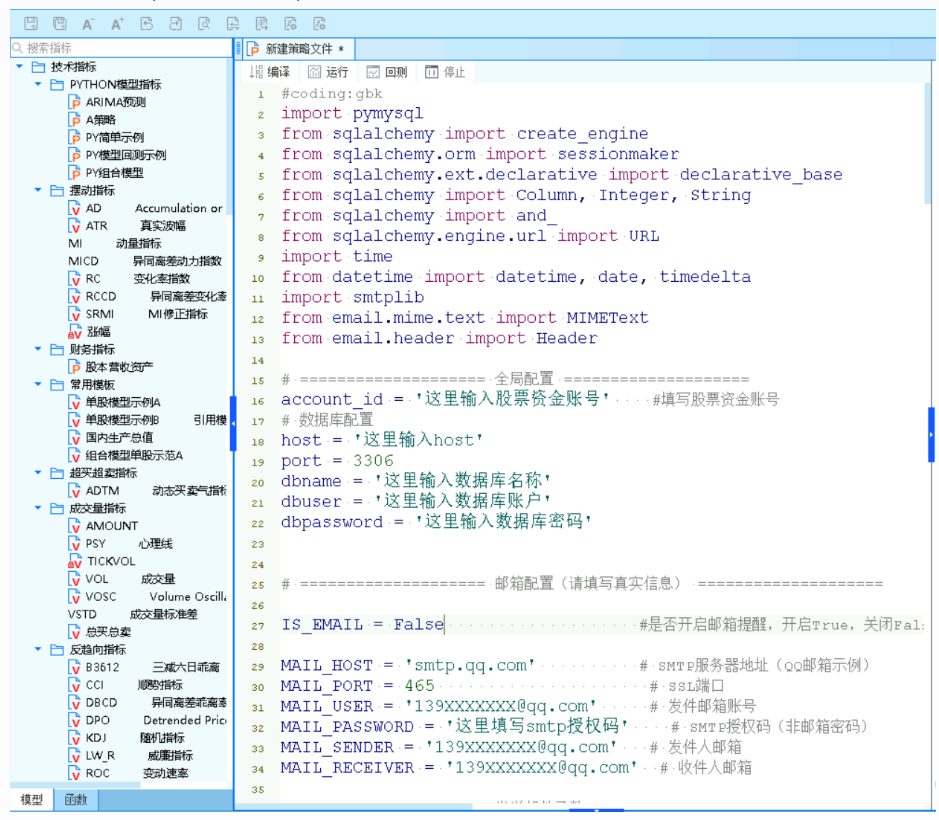 搜索指标
技术指标
PYTHON模型指标
ARIMA预测
A策略
PY简单示例
PY模型回测示例
PY组合模型
摆动指标
AD Accumulation or
ATR 真实波幅
MI 动量指标
MICD 异同离差动力指数
RC 变化率指数
RCCD 异同离差变化率
SRMI MI修正指标
涨幅
财务指标
股本营收资产
常用模板
单股模型示例A
单股模型示例B 引用模
国内生产总值
组合模型单股示范A
超买超卖指标
ADTM 动态买卖气指标
成交量指标
AMOUNT
PSY 心理线
TICKVOL
VOL 成交量
VOSC Volume Oscilla
VSTD 成交量标准差
总买总卖
反趋向指标
B3612 三减六日乖离
CCI 顺势指标
DBCD 异同离差乖离率
DPO Detrended Pric
KDJ 随机指标
LW_R 威廉指标
ROC 变动速率
模型 函数
新建策略文件 *
编译 运行 回测 停止
1 #coding:gbk
2 import pymysql
3 from sqlalchemy import create_engine
4 from sqlalchemy.orm import sessionmaker
5 from sqlalchemy.ext.declarative import declarative_base
6 from sqlalchemy import Column, Integer, String
7 from sqlalchemy import and_
8 from sqlalchemy.engine.url import URL
9 import time
10 from datetime import datetime, date, timedelta
11 import smtplib
12 from email.mime.text import MIMEText
13 from email.header import Header
14
15 # ==================== 全局配置 ====================
16 account_id = '这里输入股票资金账号' #填写股票资金账号
17 # 数据库配置
18 host = '这里输入host'
19 port = 3306
20 dbname = '这里输入数据库名称'
21 dbuser = '这里输入数据库账户'
22 dbpassword = '这里输入数据库密码'
23
24
25 # ==================== 邮箱配置（请填写真实信息） ====================
26
27 IS_EMAIL = False #是否开启邮箱提醒，开启True，关闭Fal
28
29 MAIL_HOST = 'smtp.qq.com' # SMTP服务器地址（QQ邮箱示例）
30 MAIL_PORT = 465 # SSL端口
31 MAIL_USER = '139XXXXXXX@qq.com' # 发件邮箱账号
32 MAIL_PASSWORD = '这里填写smtp授权码' # SMTP授权码（非邮箱密码）
33 MAIL_SENDER = '139XXXXXXX@qq.com' # 发件人邮箱
34 MAIL_RECEIVER = '139XXXXXXX@qq.com' # 收件人邮箱
35